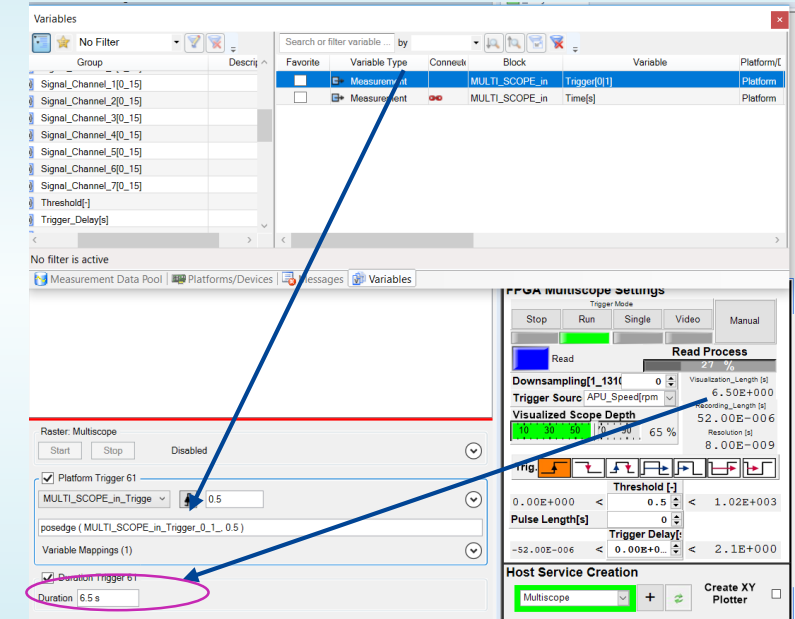 Variables
No Filter
Search or filter variable ... by
Group Descrip
Favorite Variable Type Connecte Block Variable Platform/D
Signal_Channel_1[0_15]
Signal_Channel_2[0_15]
Signal_Channel_3[0_15]
Signal_Channel_4[0_15]
Signal_Channel_5[0_15]
Signal_Channel_6[0_15]
Signal_Channel_7[0_15]
Threshold[-]
Trigger_Delay[s]
Measurement MULTI_SCOPE_in Trigger[0|1] Platform
Measurement MULTI_SCOPE_in Time[s] Platform
No filter is active
Measurement Data Pool Platforms/Devices Messages Variables
FPGA Multiscope Settings
Trigger Mode
Stop Run Single Video Manual
Read
Read Process
27 %
Downsampling[1_1310 0
Visualization_Length [s]
6.50E+000
Trigger Source APU_Speed[rpm
Recording_Length [s]
52.00E-006
Visualized Scope Depth
10 30 50 70 90 65 %
Resolution [s]
8.00E-009
Trig.
Threshold [-]
0.00E+000 < 0.5 < 1.02E+003
Pulse Length[s] 0
Trigger Delay[s
-52.00E-006 < 0.00E+0... < 2.1E+000
Host Service Creation
Multiscope + Create XY
Plotter
Raster: Multiscope
Start Stop Disabled
Platform Trigger 61
MULTI_SCOPE_in_Trigge 0.5
posedge ( MULTI_SCOPE_in_Trigger_0_1_, 0.5 )
Variable Mappings (1)
Duration Trigger 61
Duration 6.5 s